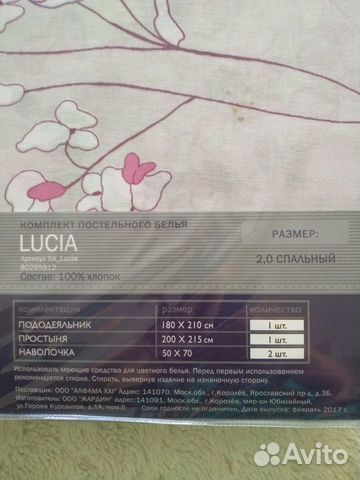 КОМПЛЕКТ ПОСТЕЛЬНОГО БЕЛЬЯ
LUCIA
Артикул 5A_Lucia
80295912
Состав: 100% хлопок
РАЗМЕР:
2,0 СПАЛЬНЫЙ
комплектация размер количество
ПОДОДЕЯЛЬНИК 180 X 210 см 1 шт.
ПРОСТЫНЯ 200 X 215 см 1 шт.
НАВОЛОЧКА 50 X 70 2 шт.
Использовать моющие средства для цветного белья. Перед первым использованием
рекомендуется стирка. Стирать, вывернув изделие на изнаночную сторону.
Поставщик: ООО "АЛФАМА XXI" Адрес: 141070, Моск.обл., г.Королёв, Ярославский пр-д, д.3Б.
Изготовитель: ООО "ЖАРДИН" адрес:141091, Моск. обл., г.Королёв, мкр он Юбилейный,
ул.Героев Курсантов, д.1А, пом.II Срок годности не ограничен. Дата выпуска: февраль 2017 г.
Avito